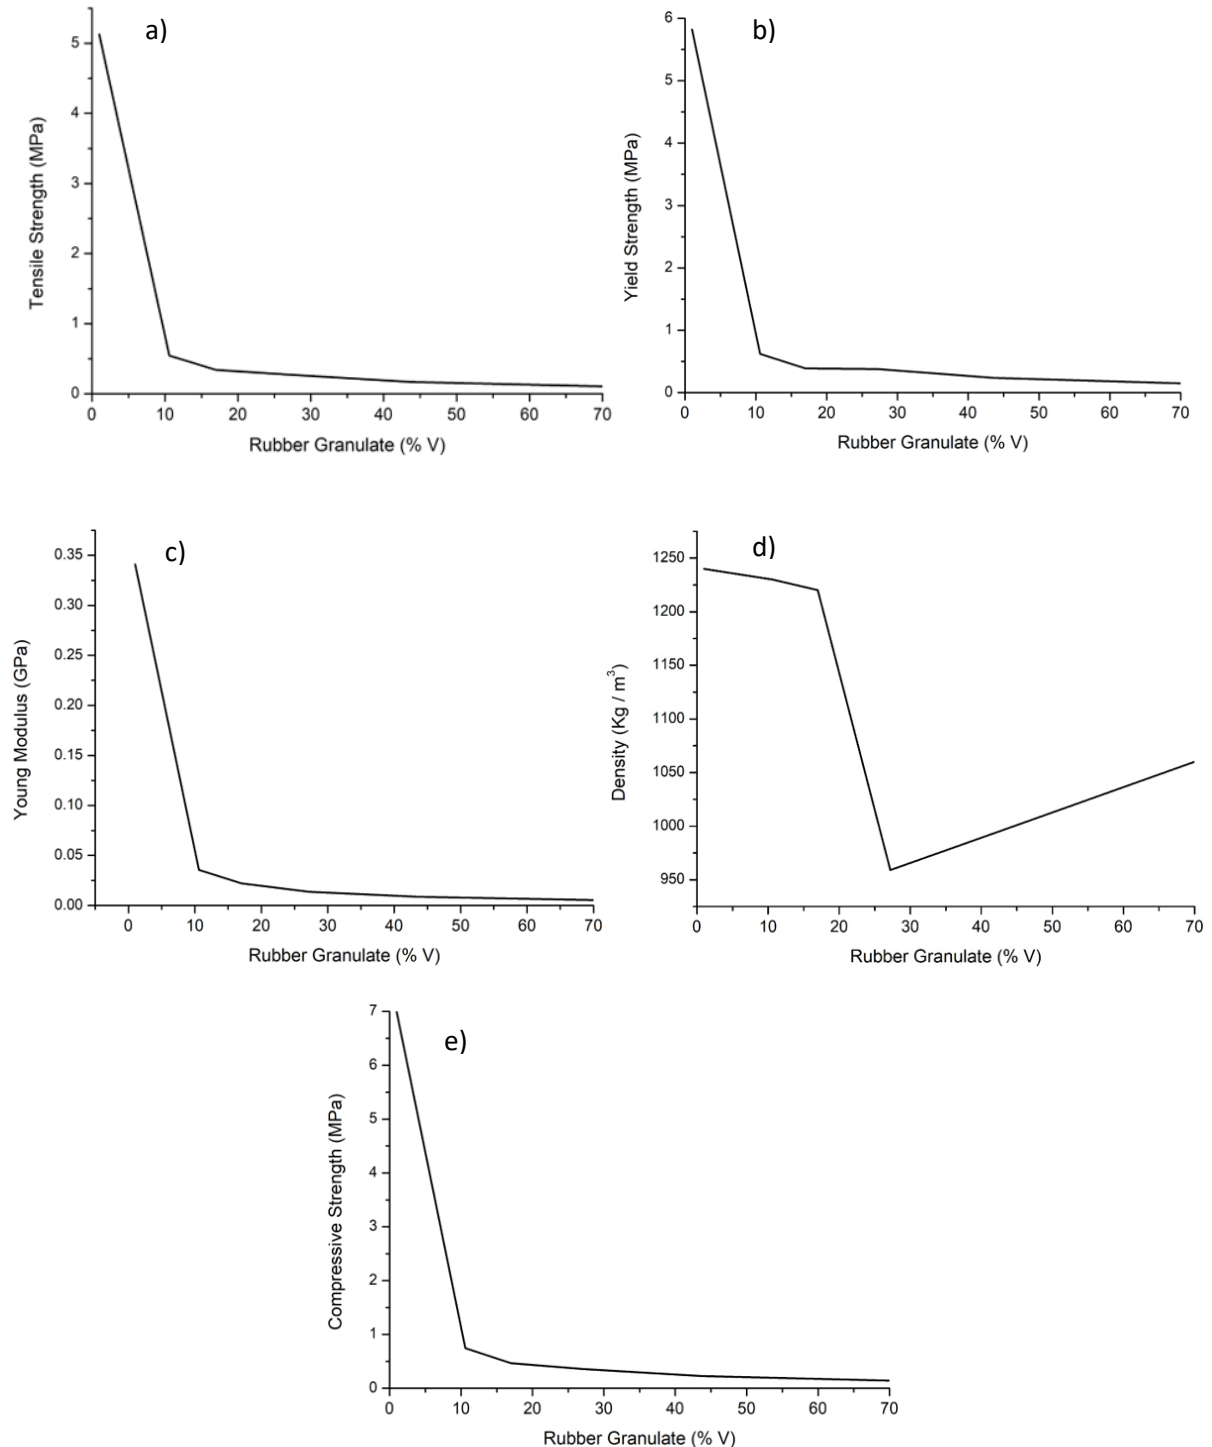 a)
5
4
3
2
1
0
Tensile Strength (MPa)
0 10 20 30 40 50 60 70
Rubber Granulate (% V)
b)
6
5
4
3
2
1
0
Yield Strength (MPa)
0 10 20 30 40 50 60 70
Rubber Granulate (% V)
c)
0.35
0.30
0.25
0.20
0.15
0.10
0.05
0.00
Young Modulus (GPa)
0 10 20 30 40 50 60 70
Rubber Granulate (% V)
d)
1250
1200
1150
1100
1050
1000
950
Density (Kg / m³)
0 10 20 30 40 50 60 70
Rubber Granulate (% V)
e)
7
6
5
4
3
2
1
0
Compressive Strength (MPa)
0 10 20 30 40 50 60 70
Rubber Granulate (% V)